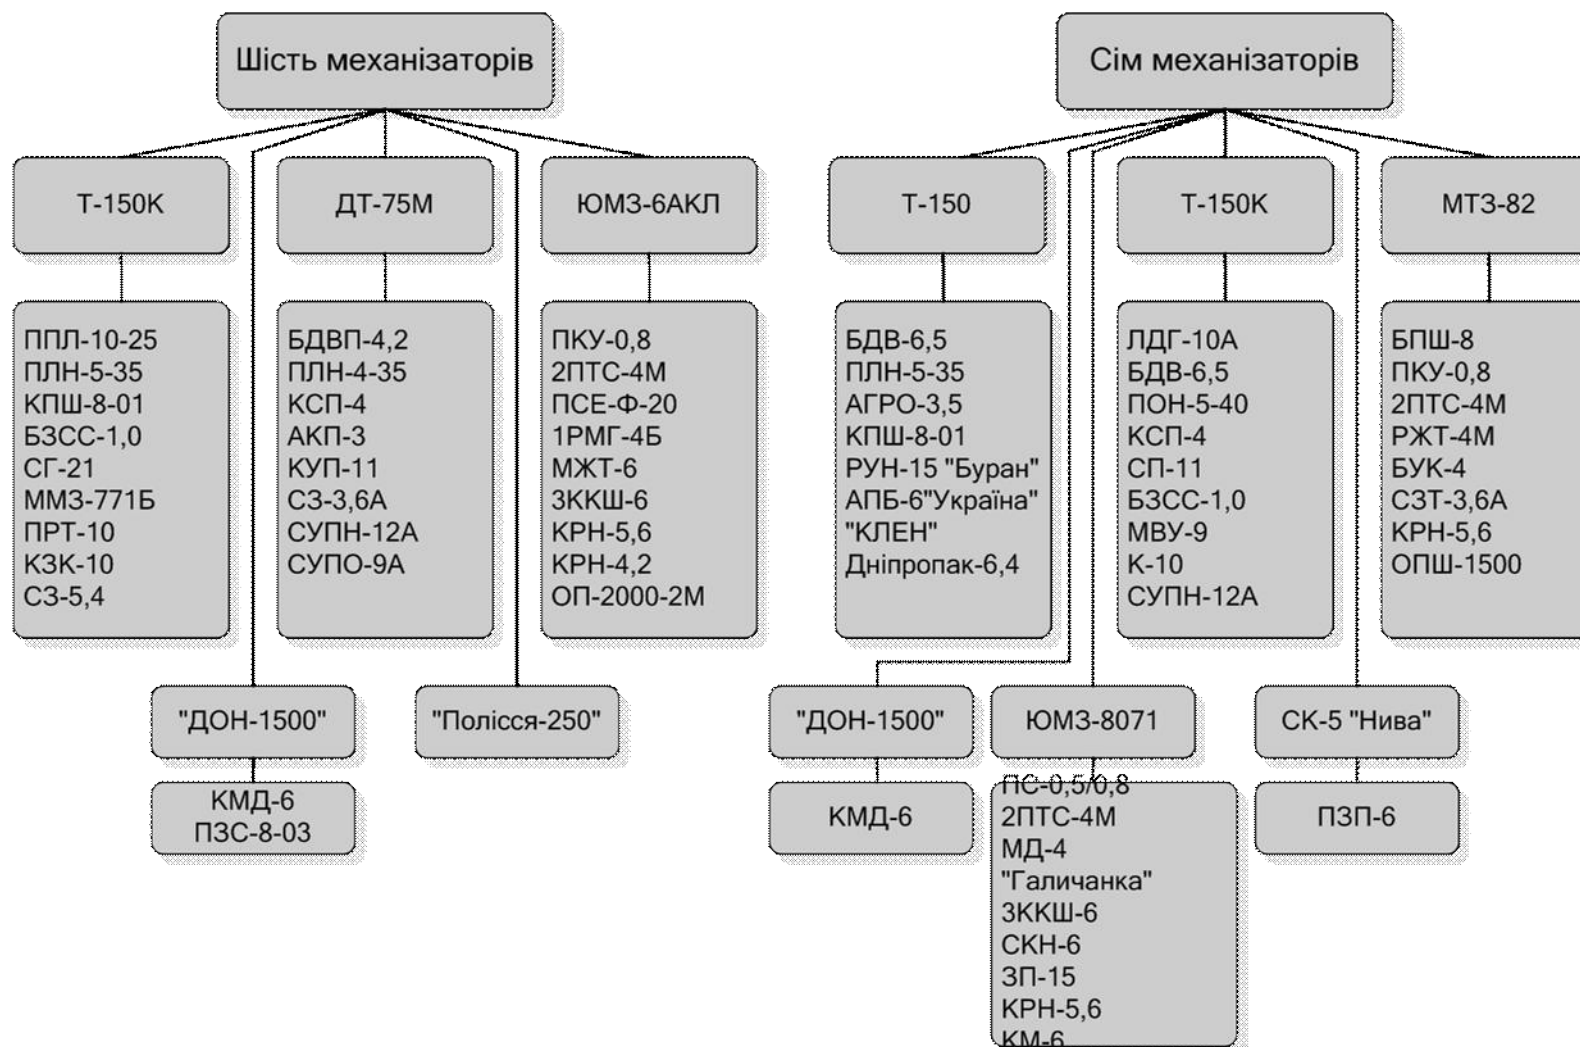 Шість механізаторів
Т-150К
ДТ-75М
ЮМЗ-6АКЛ
ППЛ-10-25
ПЛН-5-35
КПШ-8-01
БЗСС-1,0
СГ-21
ММЗ-771Б
ПРТ-10
КЗК-10
СЗ-5,4
БДВП-4,2
ПЛН-4-35
КСП-4
АКП-3
КУП-11
СЗ-3,6А
СУПН-12А
СУПО-9А
ПКУ-0,8
2ПТС-4М
ПСЕ-Ф-20
1РМГ-4Б
МЖТ-6
3ККШ-6
КРН-5,6
КРН-4,2
ОП-2000-2М
"ДОН-1500"
"Полісся-250"
КМД-6
ПЗС-8-03
Сім механізаторів
Т-150
Т-150К
МТЗ-82
БДВ-6,5
ПЛН-5-35
АГРО-3,5
КПШ-8-01
РУН-15 "Буран"
АПБ-6"Україна"
"КЛЕН"
Дніпропак-6,4
ЛДГ-10А
БДВ-6,5
ПОН-5-40
КСП-4
СП-11
БЗСС-1,0
МВУ-9
К-10
СУПН-12А
БПШ-8
ПКУ-0,8
2ПТС-4М
РЖТ-4М
БУК-4
СЗТ-3,6А
КРН-5,6
ОПШ-1500
"ДОН-1500"
ЮМЗ-8071
СК-5 "Нива"
КМД-6
ПС-0,5/0,8
2ПТС-4М
МД-4
"Галичанка"
3ККШ-6
СКН-6
ЗП-15
КРН-5,6
КМ-6
ПЗП-6